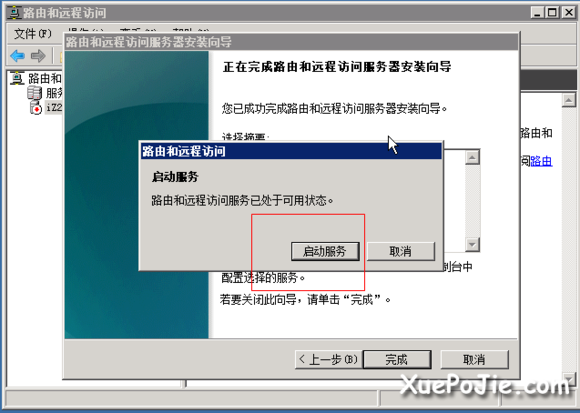 路由和远程访问
文件(F)
路由和远程访问服务器安装向导
正在完成路由和远程访问服务器安装向导
路由和
服务
iZ2
您已成功完成路由和远程访问服务器安装向导。
选择摘要:
路由和
阅路由
路由和远程访问
启动服务
路由和远程访问服务已处于可用状态。
启动服务
取消
制台中
配置选择的服务。
若要关闭此向导，请单击“完成”。
< 上一步(B)
完成
取消
XuePoJie.com